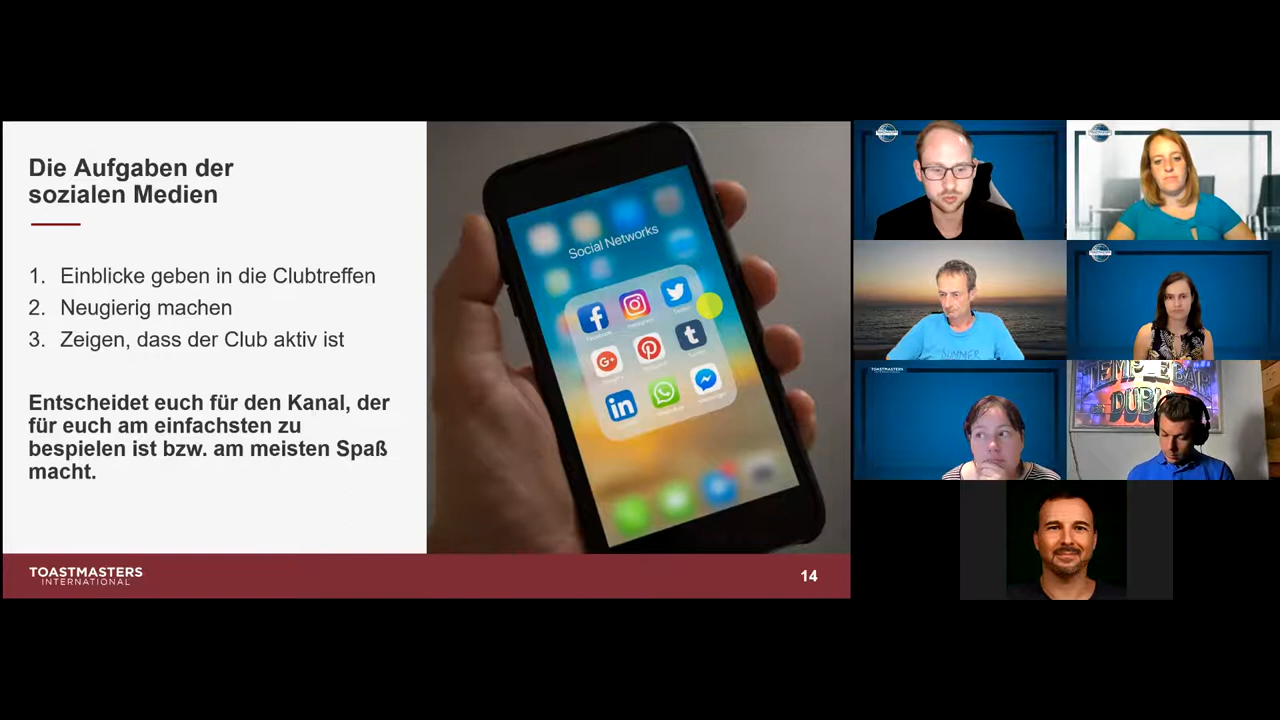 Die Aufgaben der
sozialen Medien
1. Einblicke geben in die Clubtreffen
2. Neugierig machen
3. Zeigen, dass der Club aktiv ist
Entscheidet euch für den Kanal, der
für euch am einfachsten zu
bespielen ist bzw. am meisten Spaß
macht.
Social Networks
TOASTMASTERS
INTERNATIONAL
14